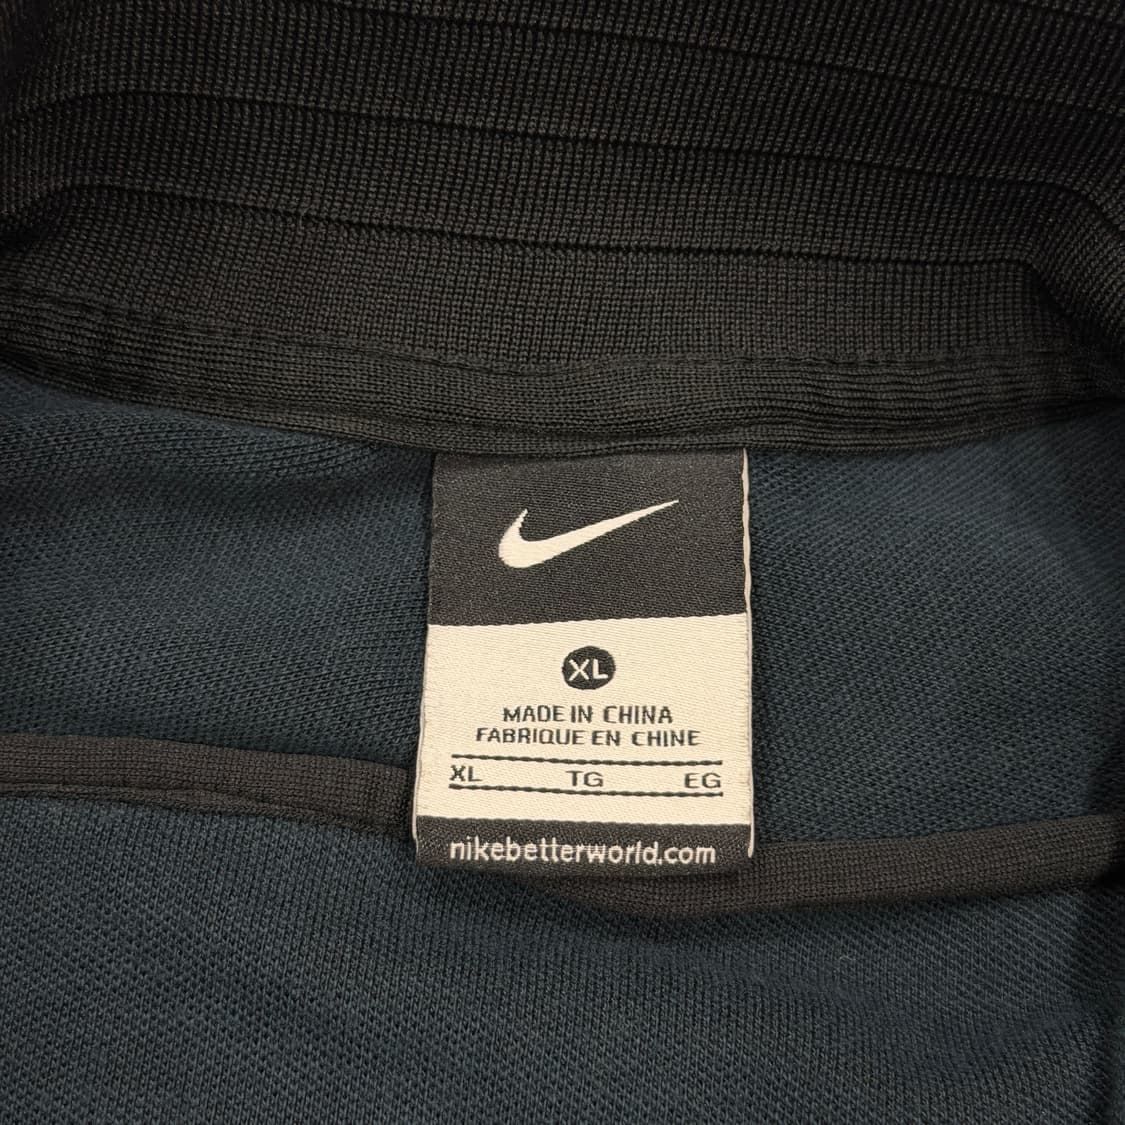 XL
MADE IN CHINA
FABRIQUE EN CHINE
XL TG EG
nikebetterworld.com